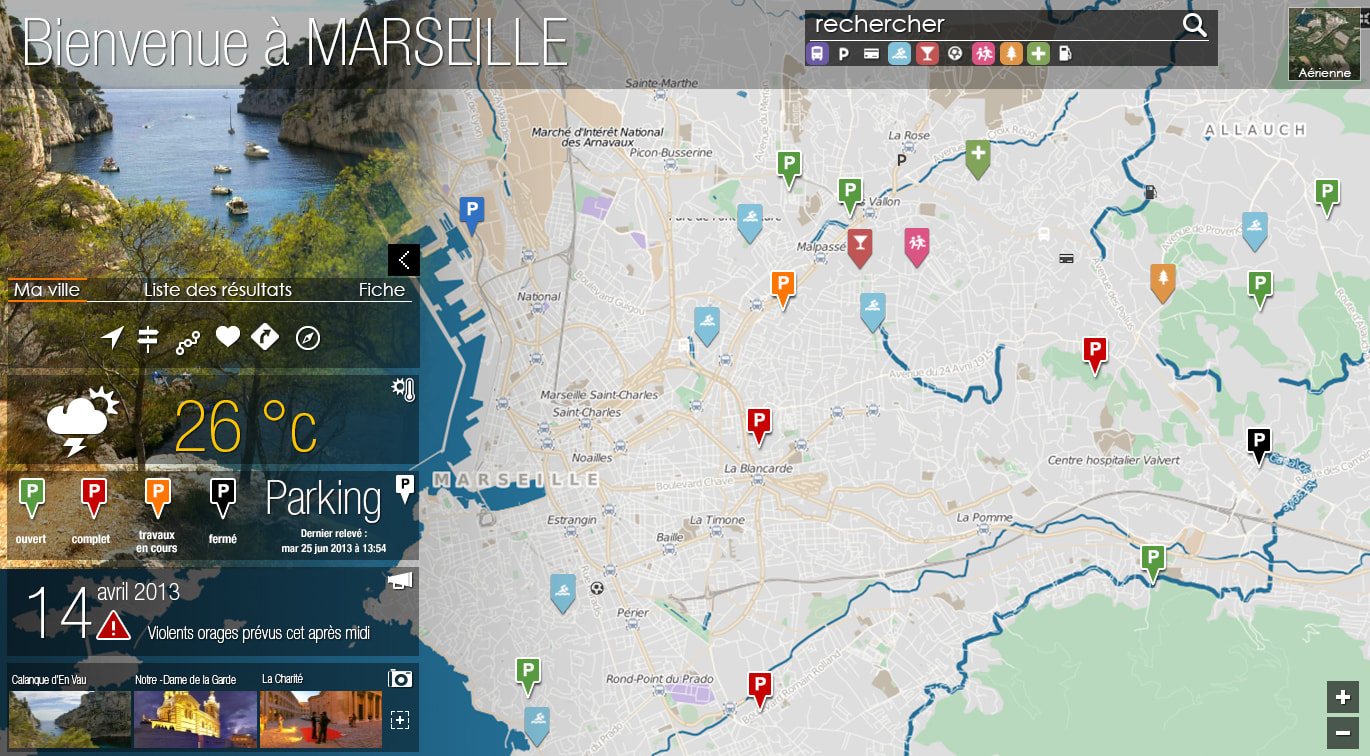 Bienvenue à MARSEILLE
rechercher
P
Aérienne
Ma ville
Liste des résultats
Fiche
26 °c
P
P
P
P
ouvert
complet
travaux
en cours
fermé
Parking
P
Dernier relevé :
mar 25 jun 2013 à 13:54
14
avril 2013
!
Violents orages prévus cet après midi
Calanque d'En Vau
Notre -Dame de la Garde
La Charité
Sainte-Marthe
Marché d'Intérêt National
des Arnavaux
Picon-Busserine
Avenue du Merlan
La Rose
P
Croix Rouge
ALLAUCH
P
P
P
P
Vallon
Malpassé
Avenue de Provence
P
P
National
Boulevard Guigou
P
Avenue du 24 Avril 1915
Marseille Saint-Charles
Saint-Charles
P
Noailles
La Blancarde
Centre hospitalier Valvert
P
MARSEILLE
Boulevard Chave
Estrangin
La Timone
Baille
La Pomme
P
Périer
P
Rond-Point du Prado
P
Boulevard Romain Rolland
+
−